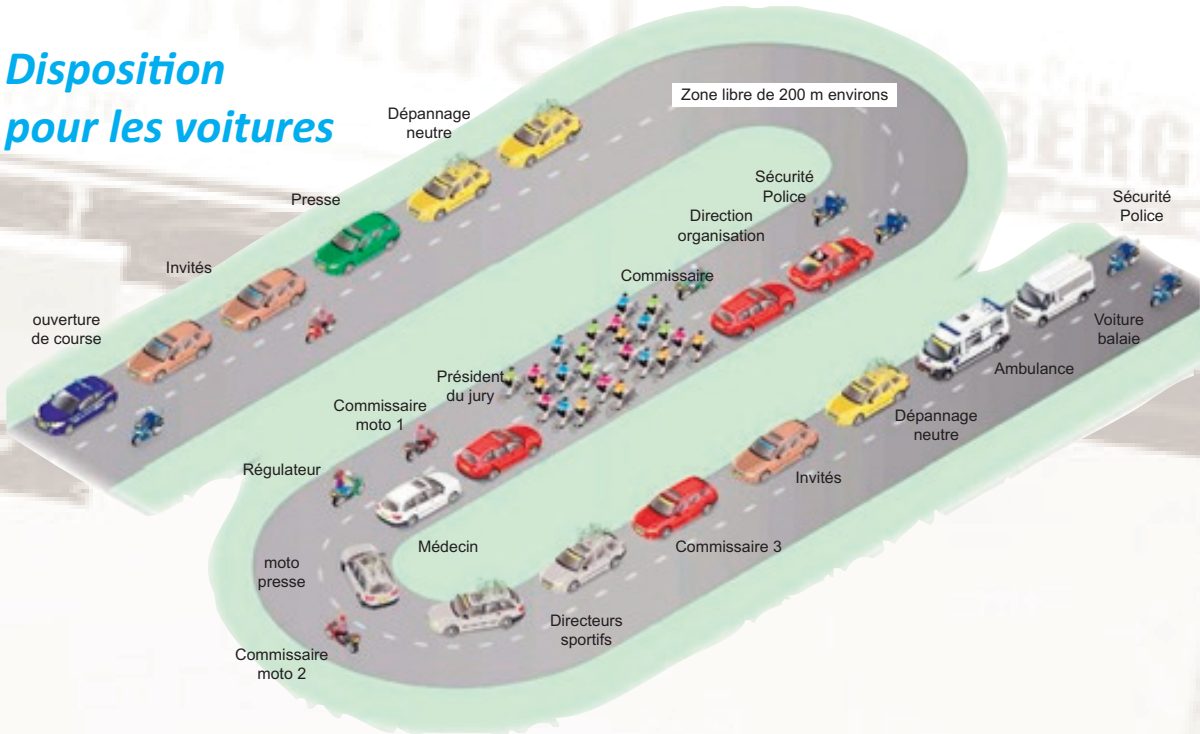 Disposition
pour les voitures
Dépannage
neutre
Zone libre de 200 m environs
Presse
Sécurité
Police
Sécurité
Police
Direction
organisation
Invités
Commissaire
ouverture
de course
Voiture
balaie
Ambulance
Président
du jury
Commissaire
moto 1
Dépannage
neutre
Régulateur
Invités
Médecin
Commissaire 3
moto
presse
Directeurs
sportifs
Commissaire
moto 2
BERG